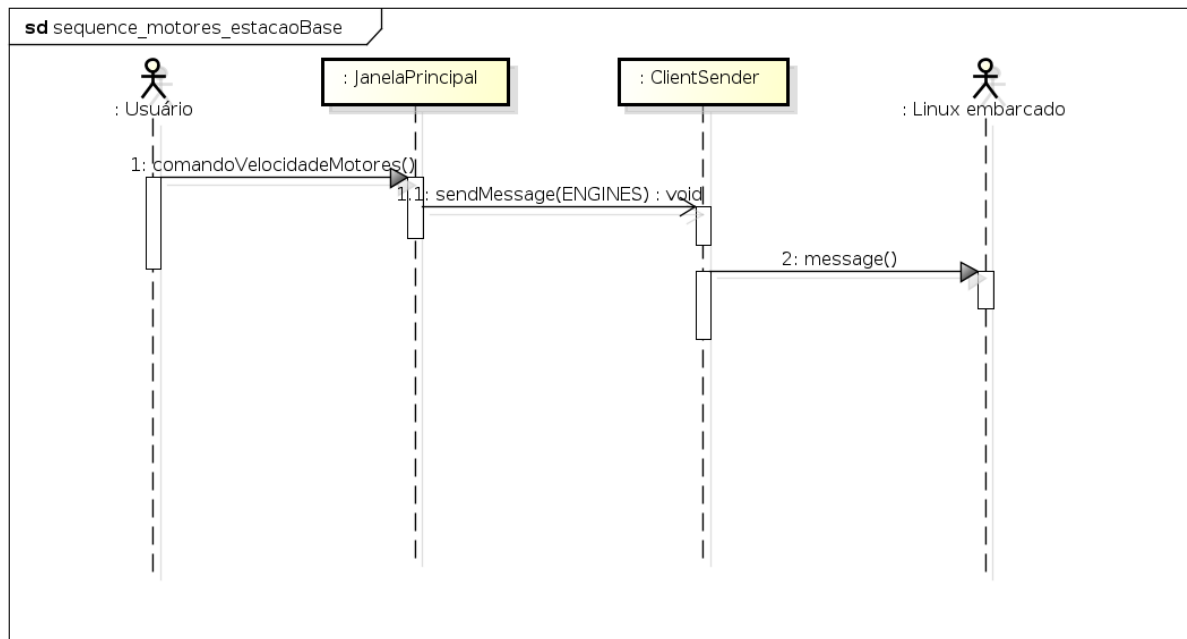 sd sequence_motores_estacaoBase
: Usuário
: JanelaPrincipal
: ClientSender
: Linux embarcado
1: comandoVelocidadeMotores()
1.1: sendMessage(ENGINES) : void
2: message()